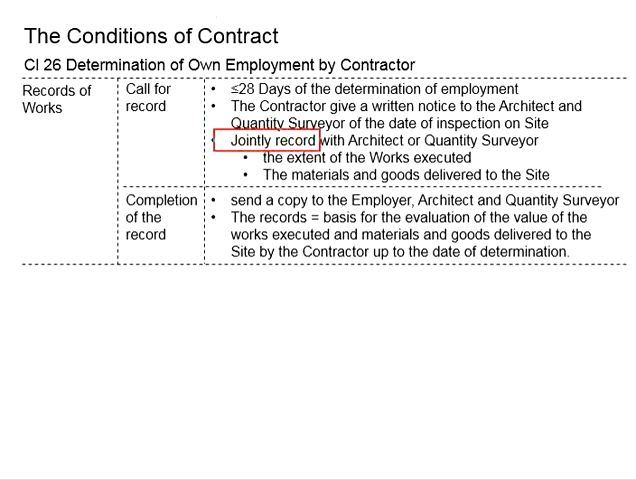 The Conditions of Contract
Cl 26 Determination of Own Employment by Contractor
Records of Works
Call for record
• ≤28 Days of the determination of employment
• The Contractor give a written notice to the Architect and
Quantity Surveyor of the date of inspection on Site
• Jointly record with Architect or Quantity Surveyor
• the extent of the Works executed
• The materials and goods delivered to the Site
Completion of the record
• send a copy to the Employer, Architect and Quantity Surveyor
• The records = basis for the evaluation of the value of the
works executed and materials and goods delivered to the
Site by the Contractor up to the date of determination.